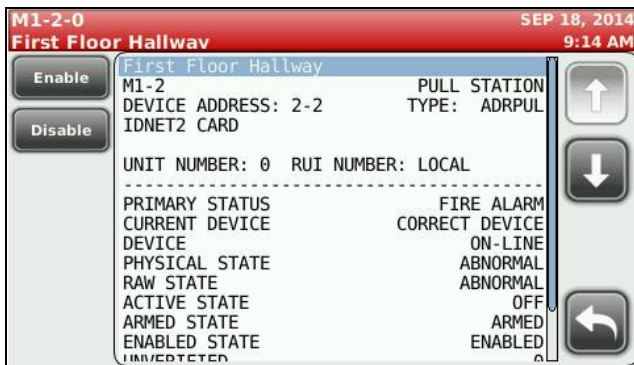 M1-2-0 SEP 18, 2014
First Floor Hallway 9:14 AM
Enable
Disable
First Floor Hallway
M1-2 PULL STATION
DEVICE ADDRESS: 2-2 TYPE: ADRPUL
IDNET2 CARD
UNIT NUMBER: 0 RUI NUMBER: LOCAL
-----------------------------------------
PRIMARY STATUS FIRE ALARM
CURRENT DEVICE CORRECT DEVICE
DEVICE ON-LINE
PHYSICAL STATE ABNORMAL
RAW STATE ABNORMAL
ACTIVE STATE OFF
ARMED STATE ARMED
ENABLED STATE ENABLED
UNVERIFIED 0